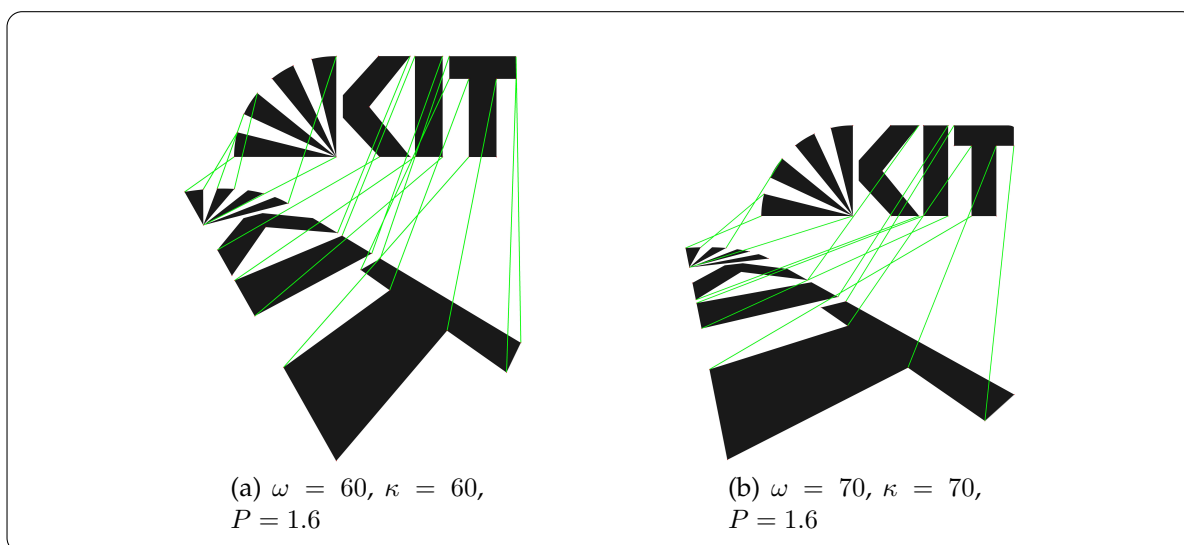 KIT
KIT
(a) ω = 60, κ = 60,
P = 1.6
(b) ω = 70, κ = 70,
P = 1.6